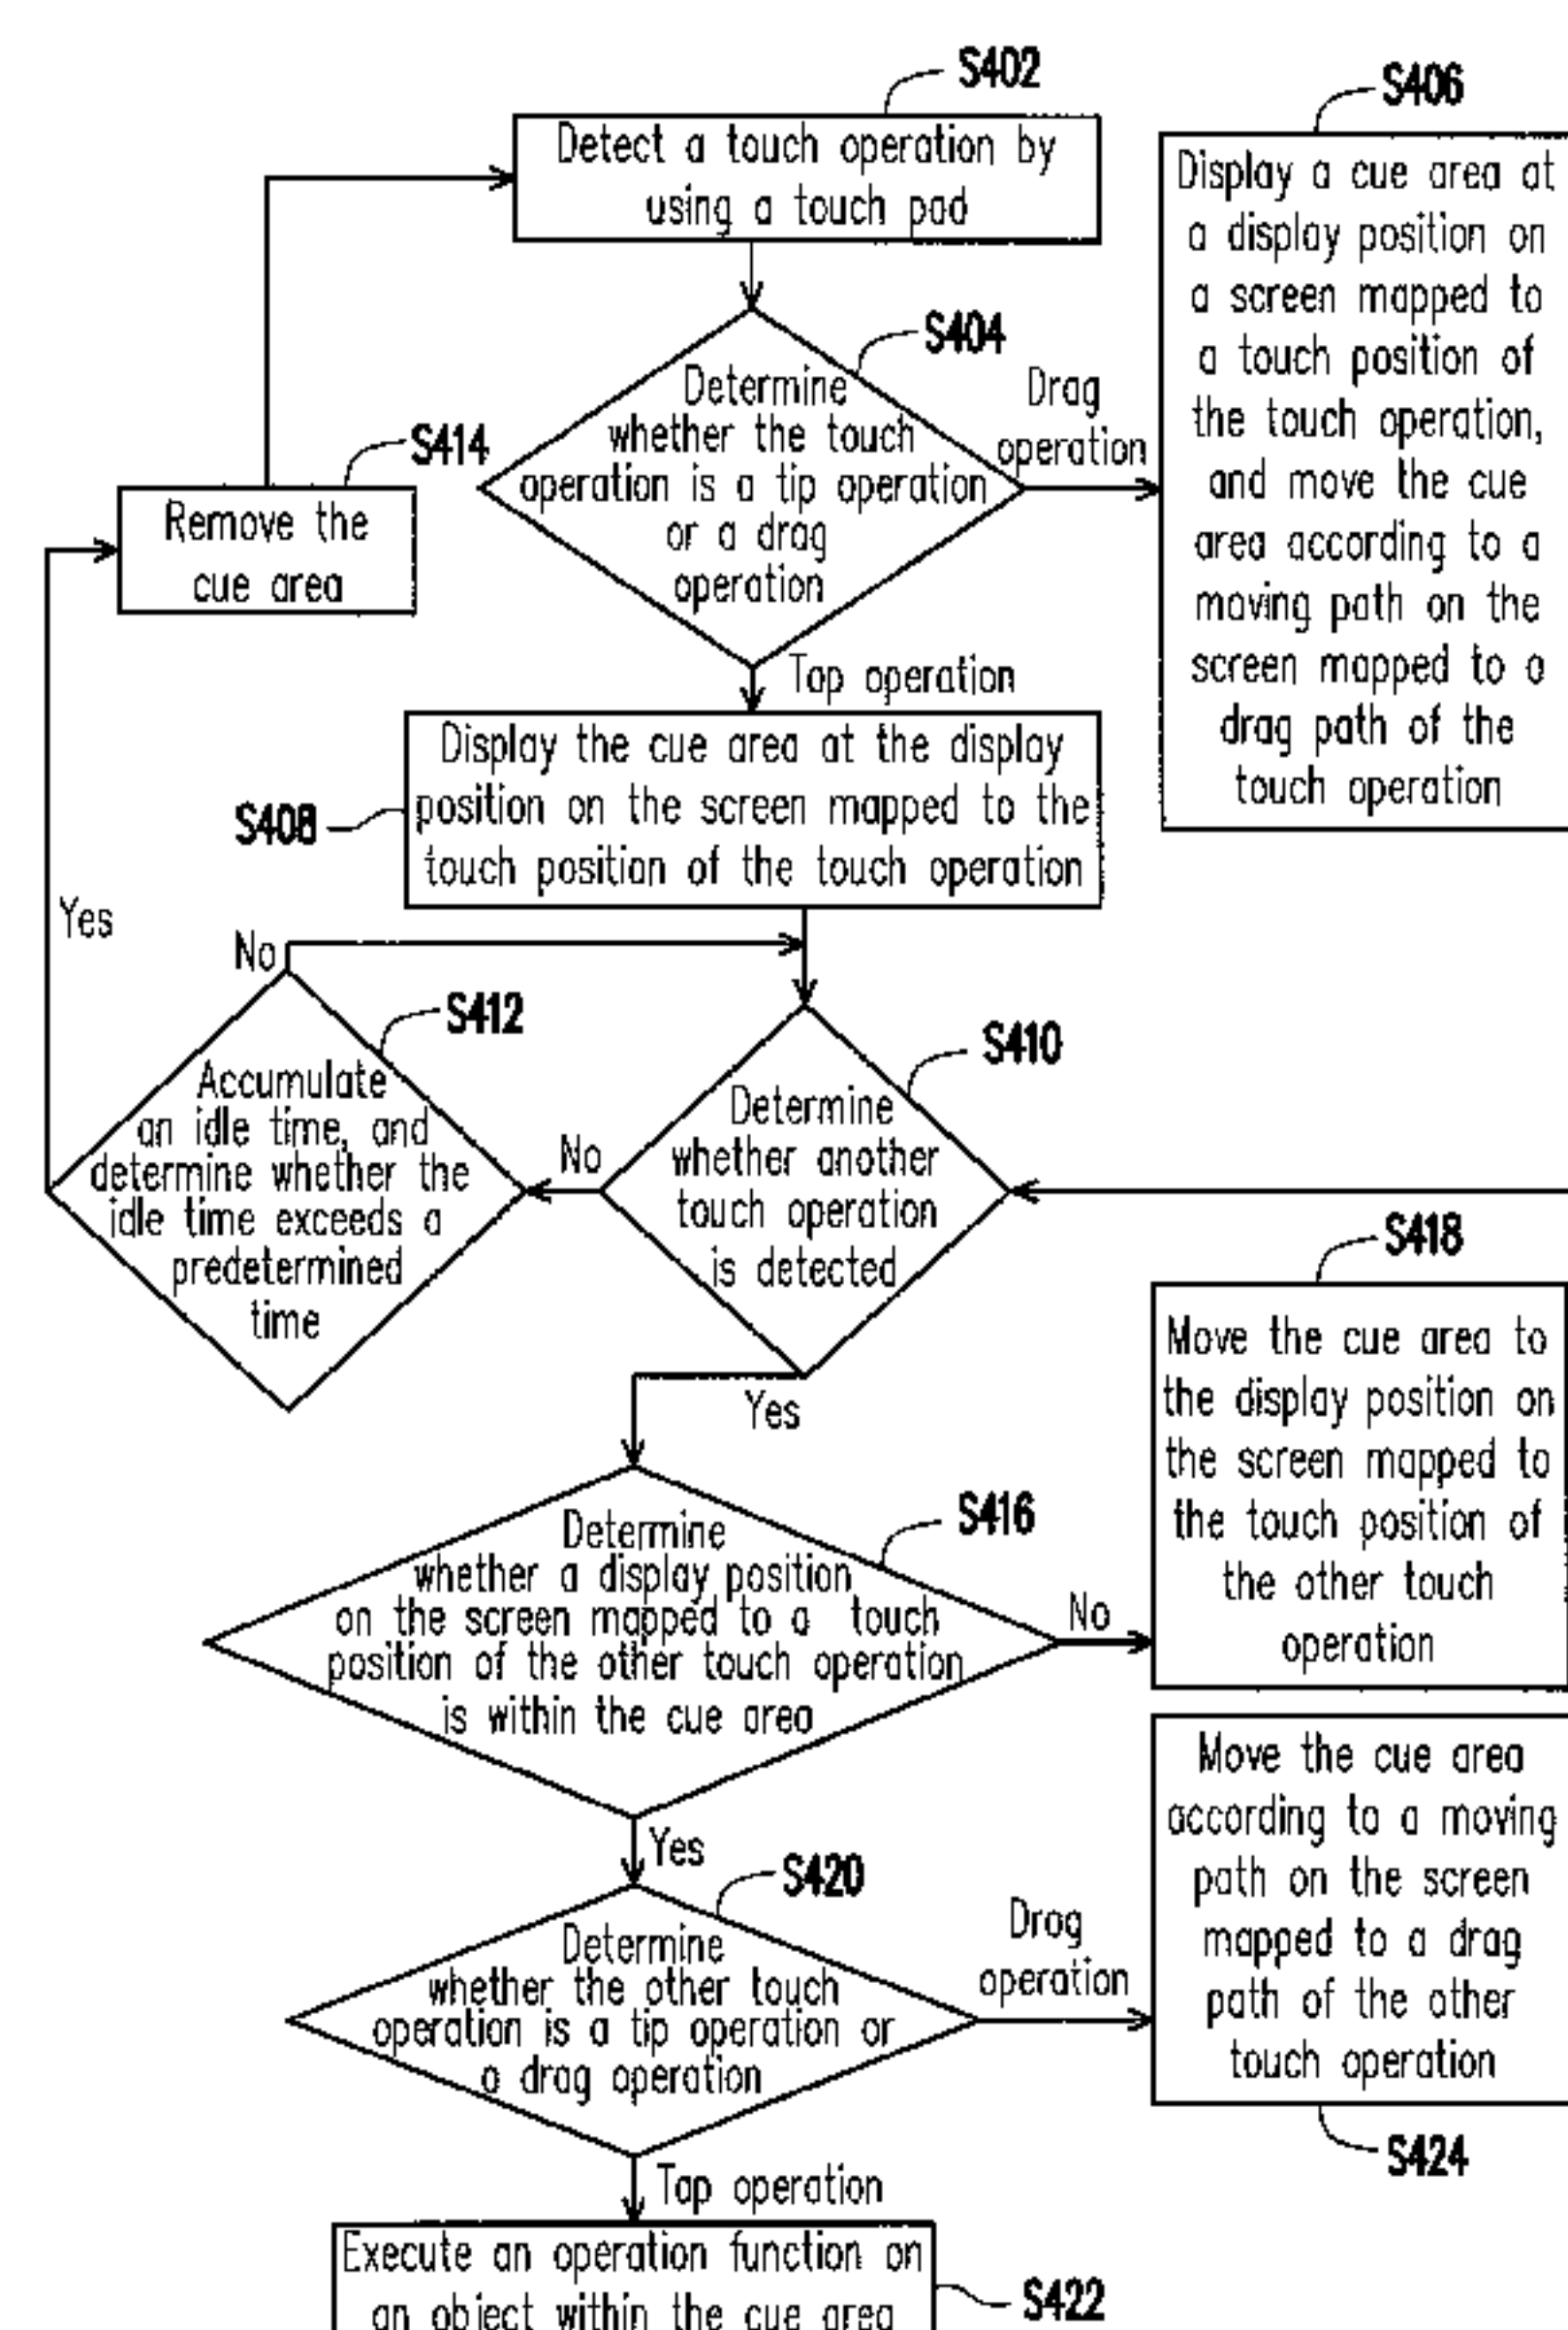 S402
Detect a touch operation by
using a touch pad
S404
Determine
whether the touch
operation is a tip operation
or a drag
operation
Drag
operation
S406
Display a cue area at
a display position on
a screen mapped to
a touch position of
the touch operation,
and move the cue
area according to a
moving path on the
screen mapped to a
drag path of the
touch operation
S414
Remove the
cue area
Tap operation
S408
Display the cue area at the display
position on the screen mapped to the
touch position of the touch operation
Yes
No
S412
Accumulate
an idle time, and
determine whether the
idle time exceeds a
predetermined
time
No
S410
Determine
whether another
touch operation
is detected
Yes
S418
Move the cue area to
the display position on
the screen mapped to
the touch position of
the other touch
operation
S416
Determine
whether a display position
on the screen mapped to a touch
position of the other touch operation
is within the cue area
No
Yes
S420
Determine
whether the other touch
operation is a tip operation or
a drag operation
Drag
operation
Move the cue area
according to a moving
path on the screen
mapped to a drag
path of the other
touch operation
S424
Tap operation
Execute an operation function on
an object within the cue area
S422